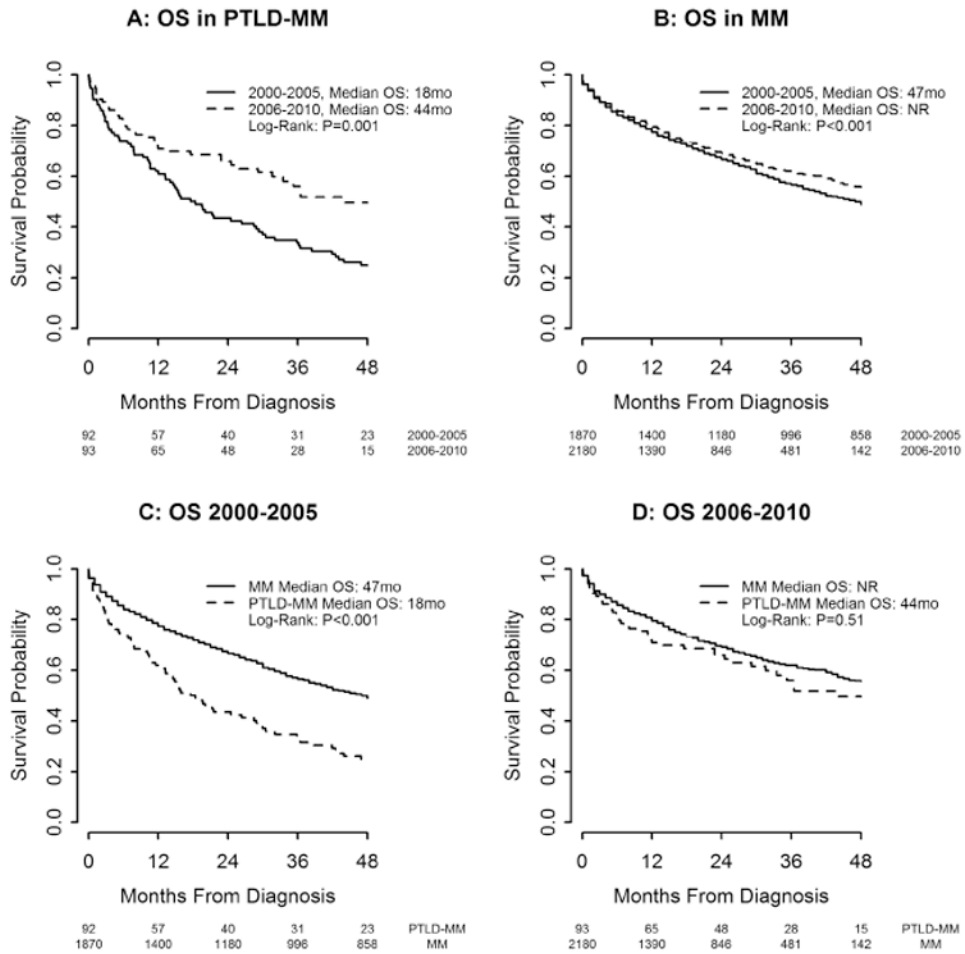 A: OS in PTLD-MM
Survival Probability
1.0
0.8
0.6
0.4
0.2
0.0
2000-2005, Median OS: 18mo
2006-2010, Median OS: 44mo
Log-Rank: P=0.001
0 12 24 36 48
Months From Diagnosis
92 57 40 31 23 2000-2005
93 65 48 28 15 2006-2010
B: OS in MM
Survival Probability
1.0
0.8
0.6
0.4
0.2
0.0
2000-2005, Median OS: 47mo
2006-2010, Median OS: NR
Log-Rank: P<0.001
0 12 24 36 48
Months From Diagnosis
1870 1400 1180 996 858 2000-2005
2180 1390 846 481 142 2006-2010
C: OS 2000-2005
Survival Probability
1.0
0.8
0.6
0.4
0.2
0.0
MM Median OS: 47mo
PTLD-MM Median OS: 18mo
Log-Rank: P<0.001
0 12 24 36 48
Months From Diagnosis
92 57 40 31 23 PTLD-MM
1870 1400 1180 996 858 MM
D: OS 2006-2010
Survival Probability
1.0
0.8
0.6
0.4
0.2
0.0
MM Median OS: NR
PTLD-MM Median OS: 44mo
Log-Rank: P=0.51
0 12 24 36 48
Months From Diagnosis
93 65 48 28 15 PTLD-MM
2180 1390 846 481 142 MM